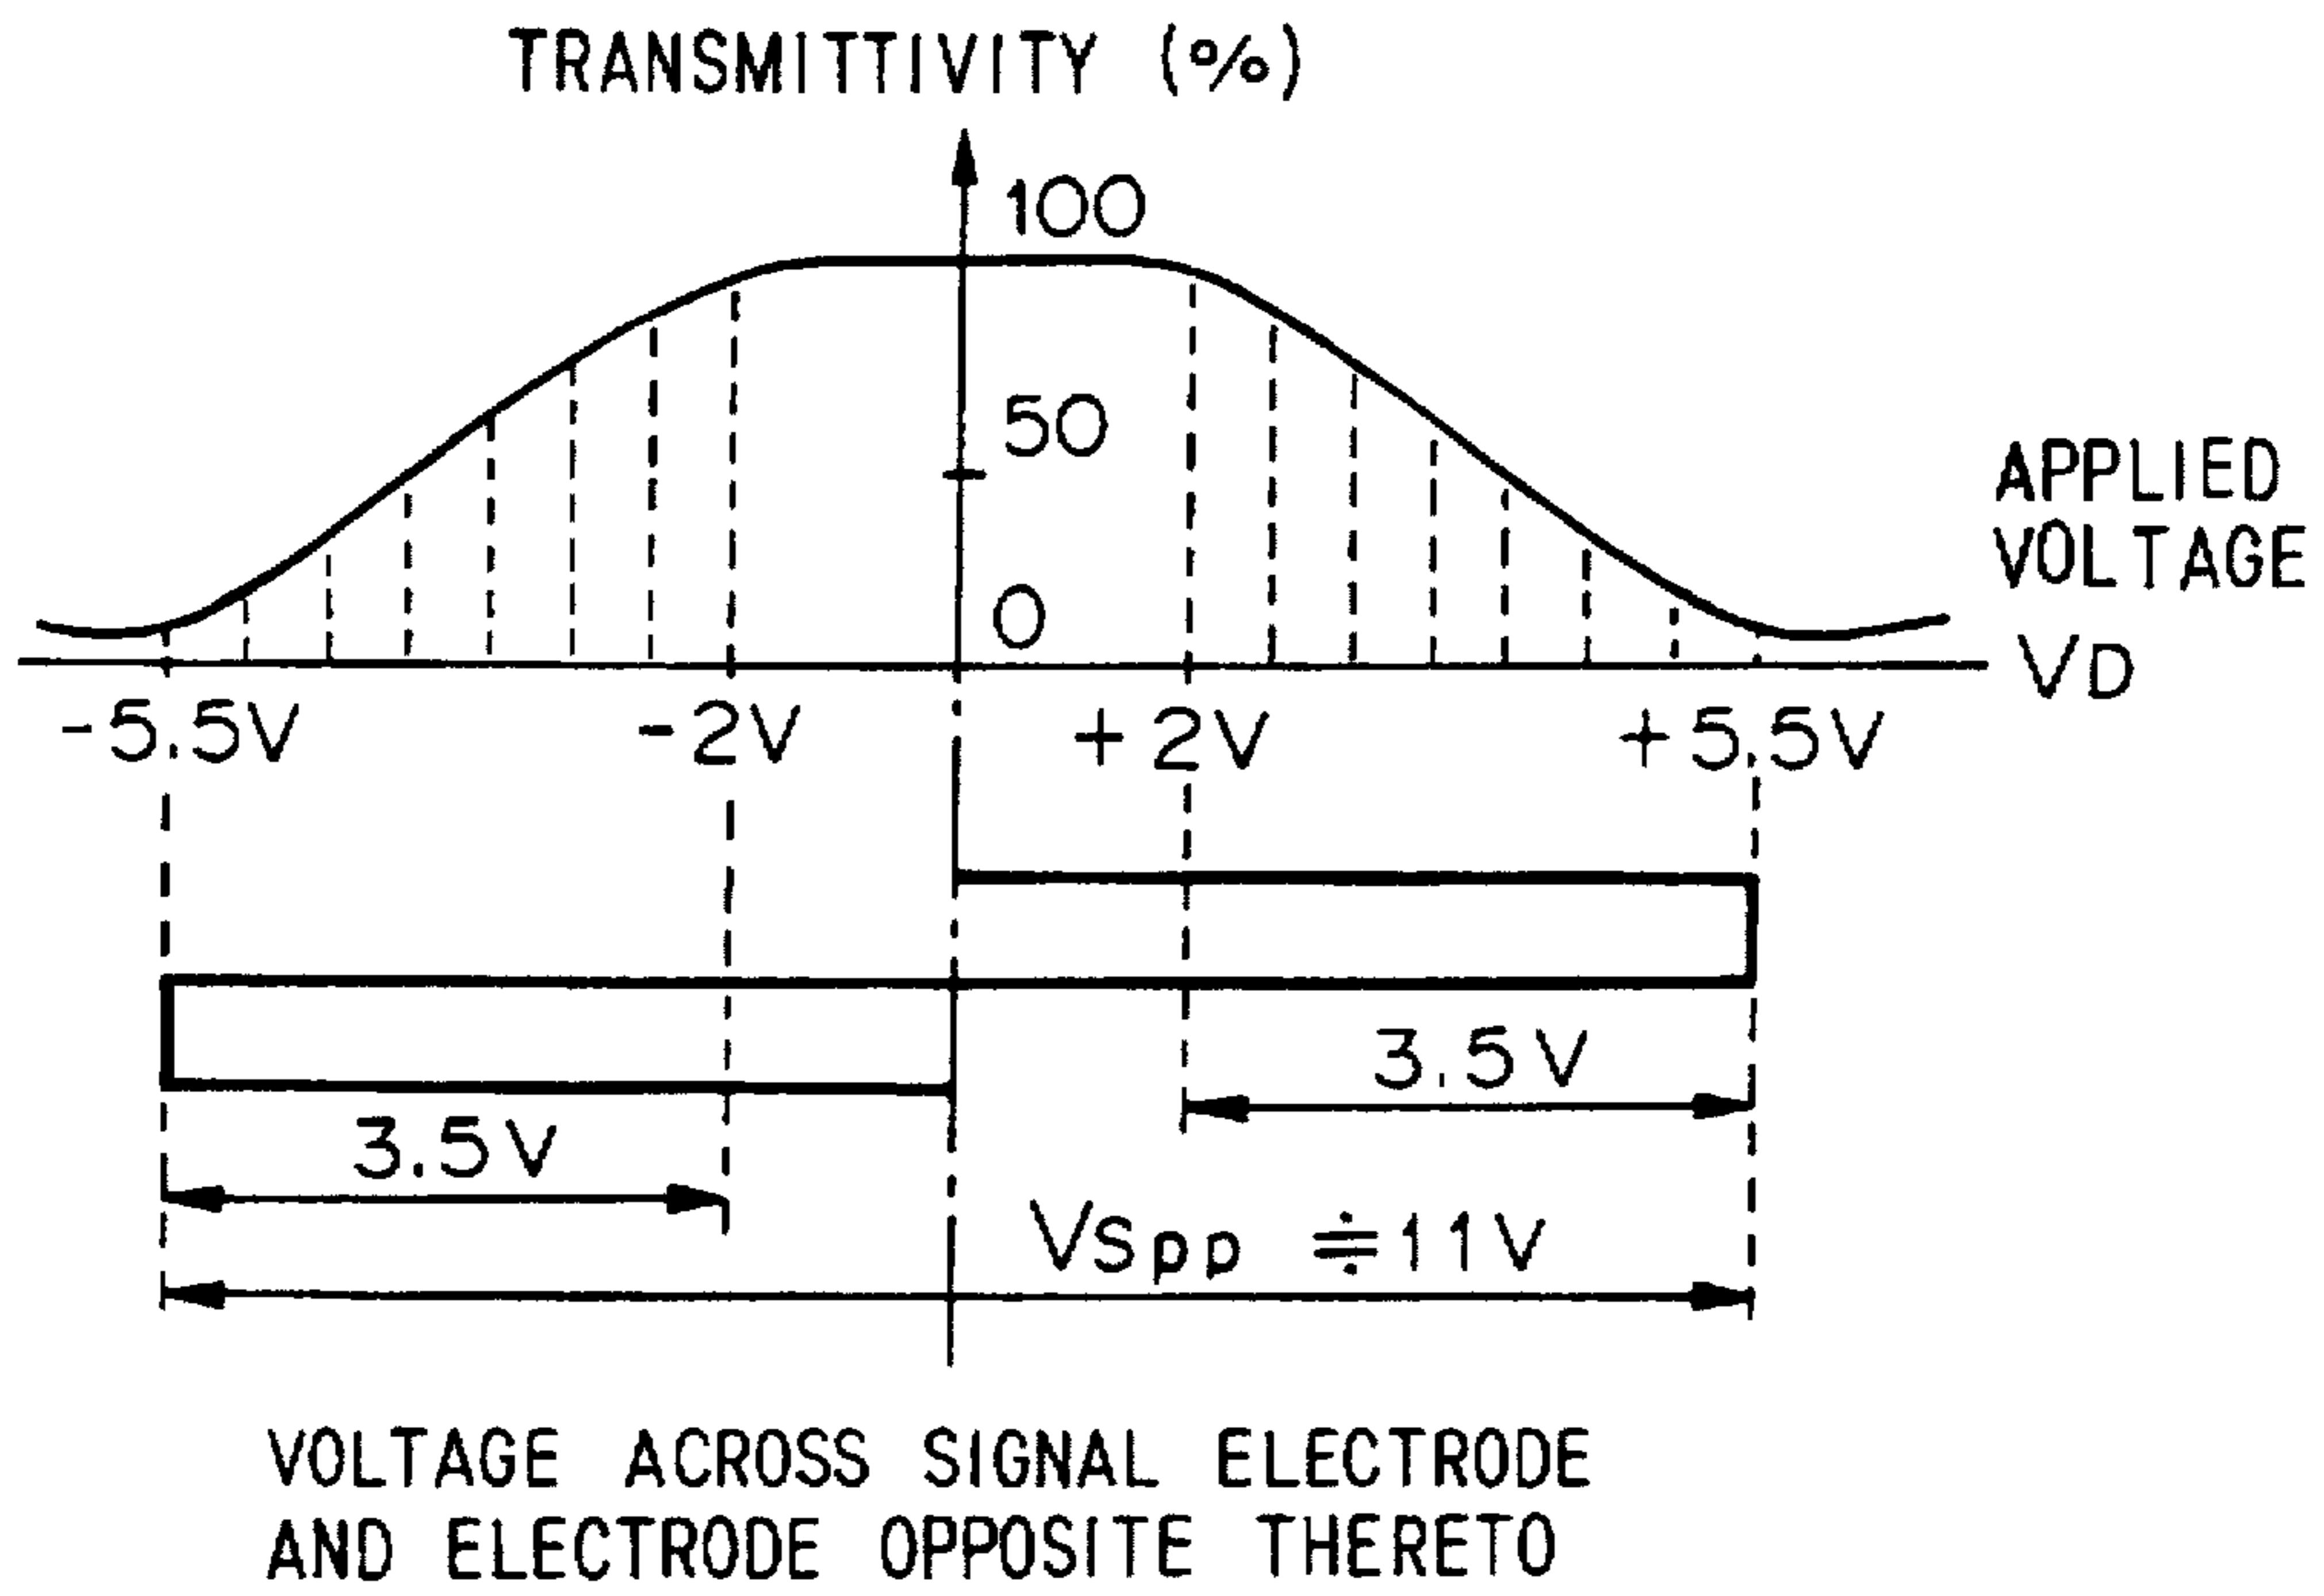 TRANSMITTIVITY (%)
100
50
0
APPLIED
VOLTAGE
VD
-5.5V
-2V
+2V
+5.5V
3.5V
3.5V
Vspp ≒11V
VOLTAGE ACROSS SIGNAL ELECTRODE
AND ELECTRODE OPPOSITE THERETO